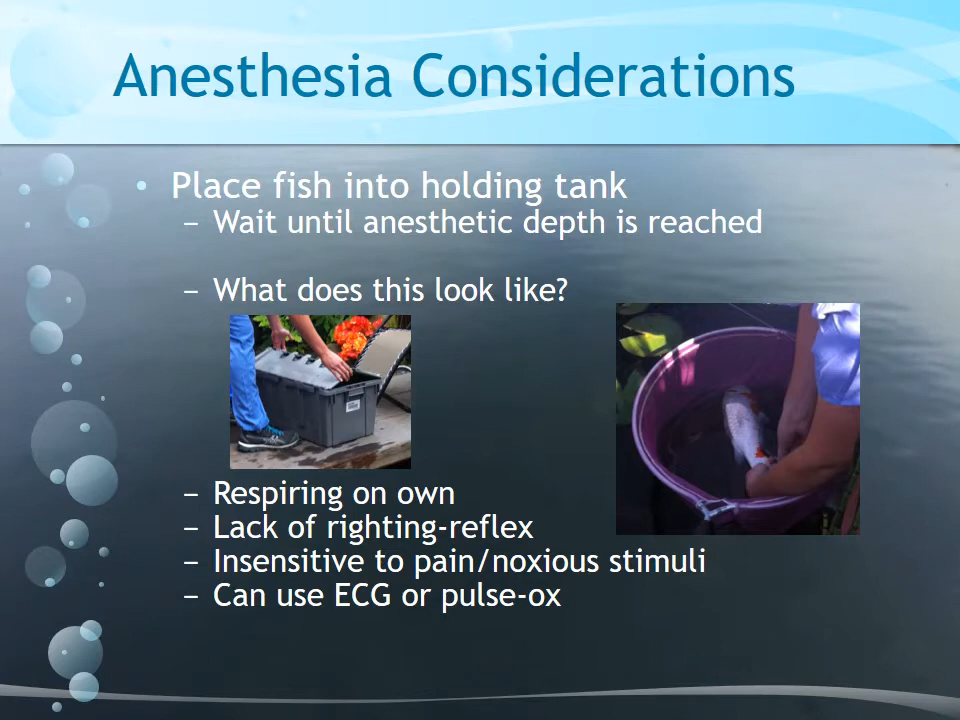 Anesthesia Considerations
• Place fish into holding tank
– Wait until anesthetic depth is reached
– What does this look like?
– Respiring on own
– Lack of righting-reflex
– Insensitive to pain/noxious stimuli
– Can use ECG or pulse-ox